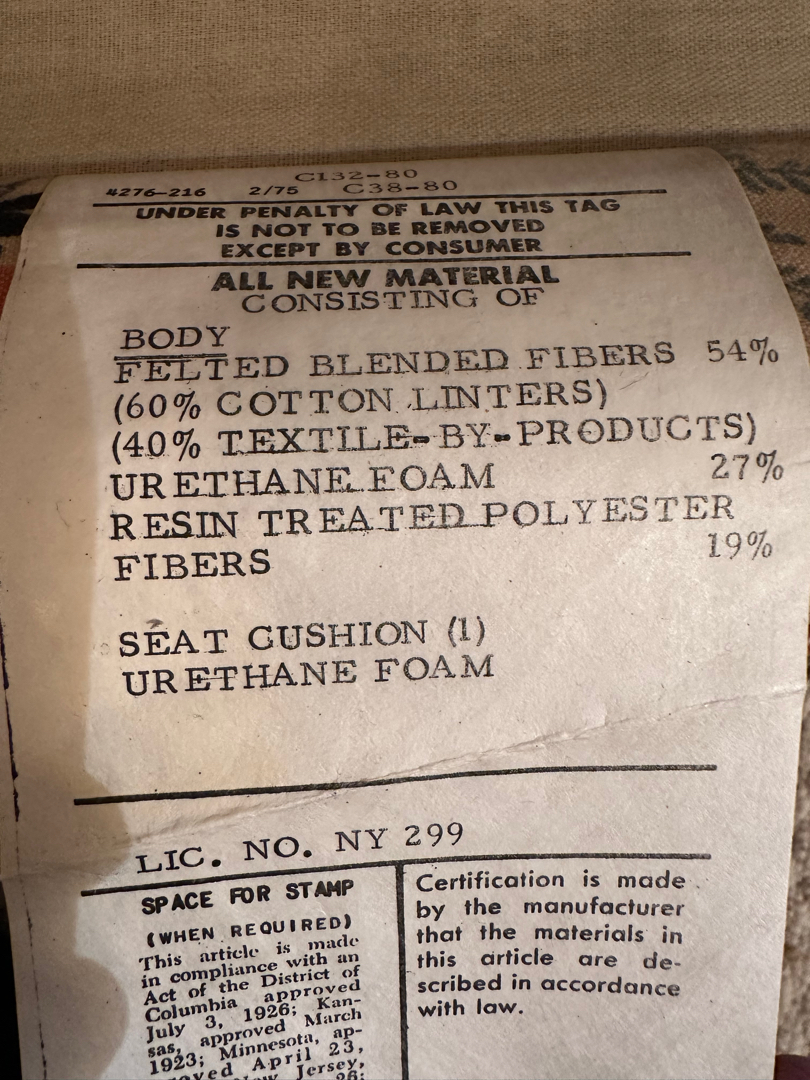 C132-80
4276-216 2/75 C38-80
UNDER PENALTY OF LAW THIS TAG
IS NOT TO BE REMOVED
EXCEPT BY CONSUMER
ALL NEW MATERIAL
CONSISTING OF
BODY
FELTED BLENDED FIBERS 54%
(60% COTTON LINTERS)
(40% TEXTILE-BY-PRODUCTS)
URETHANE FOAM 27%
RESIN TREATED POLYESTER
FIBERS 19%
SEAT CUSHION (1)
URETHANE FOAM
LIC. NO. NY 299
SPACE FOR STAMP
(WHEN REQUIRED)
This article is made
in compliance with an
Act of the District of
Columbia approved
July 3, 1926; Kan-
sas, approved March
1923; Minnesota, ap-
April 23,
Jersey,
26;
Certification is made
by the manufacturer
that the materials in
this article are de-
scribed in accordance
with law.